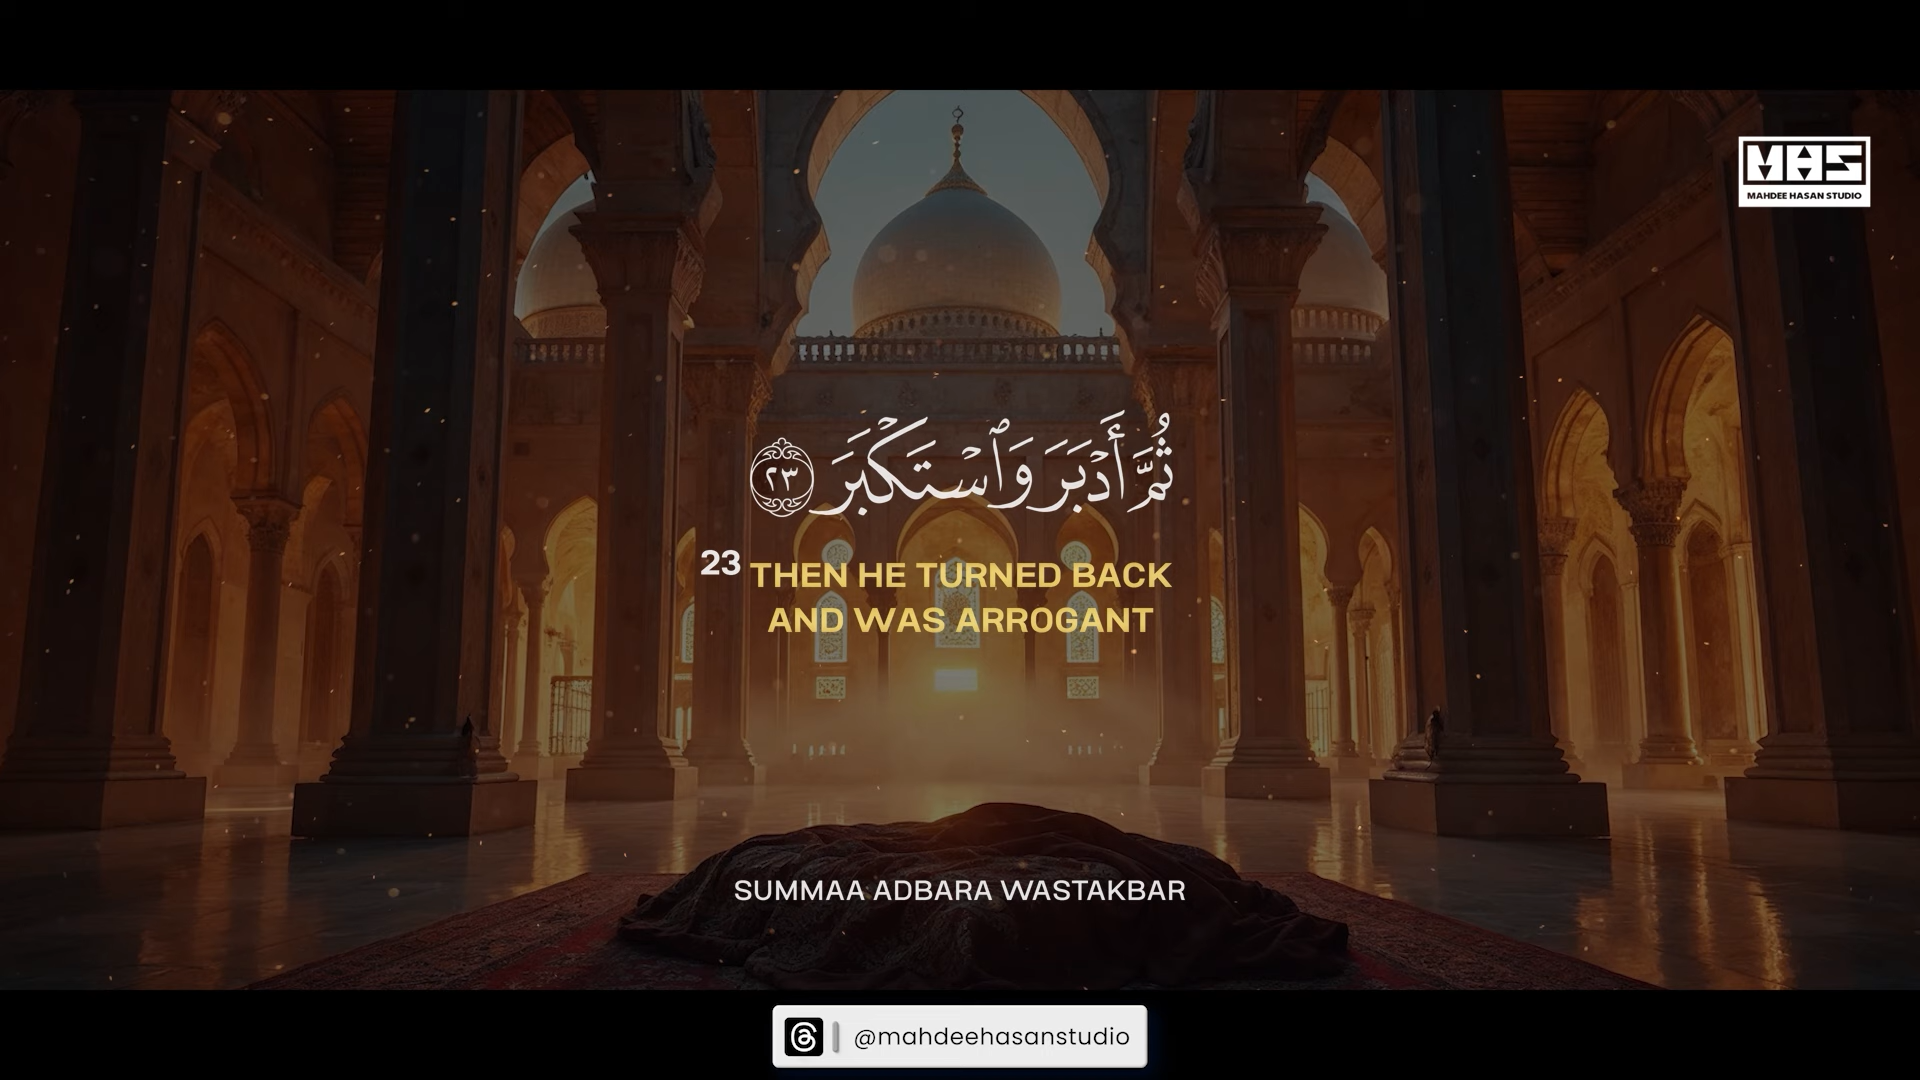 MHS
MAHDEE HASAN STUDIO
ثُمَّ أَدْبَرَ وَٱسْتَكْبَرَ ٢٣
23 THEN HE TURNED BACK
AND WAS ARROGANT
SUMMAA ADBARA WASTAKBAR
@mahdeehasanstudio